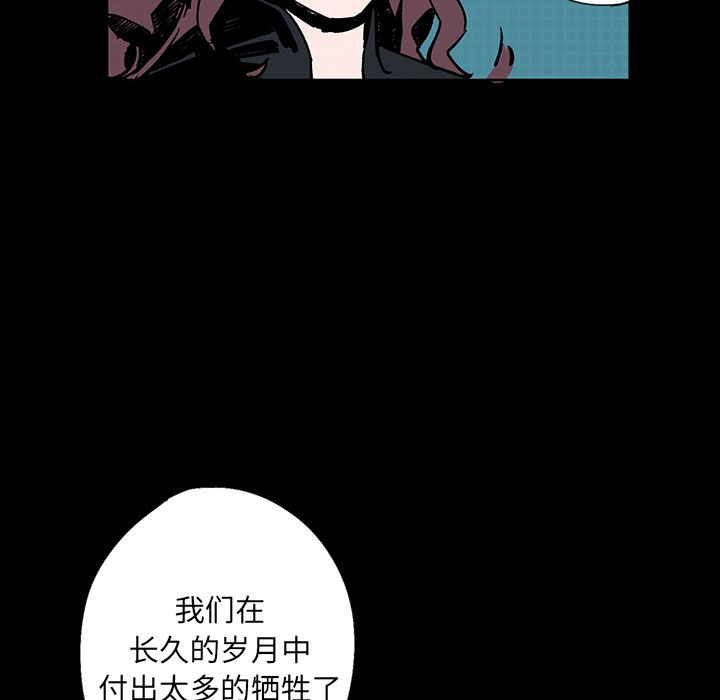 我们在
长久的岁月中
付出太多的牺牲了